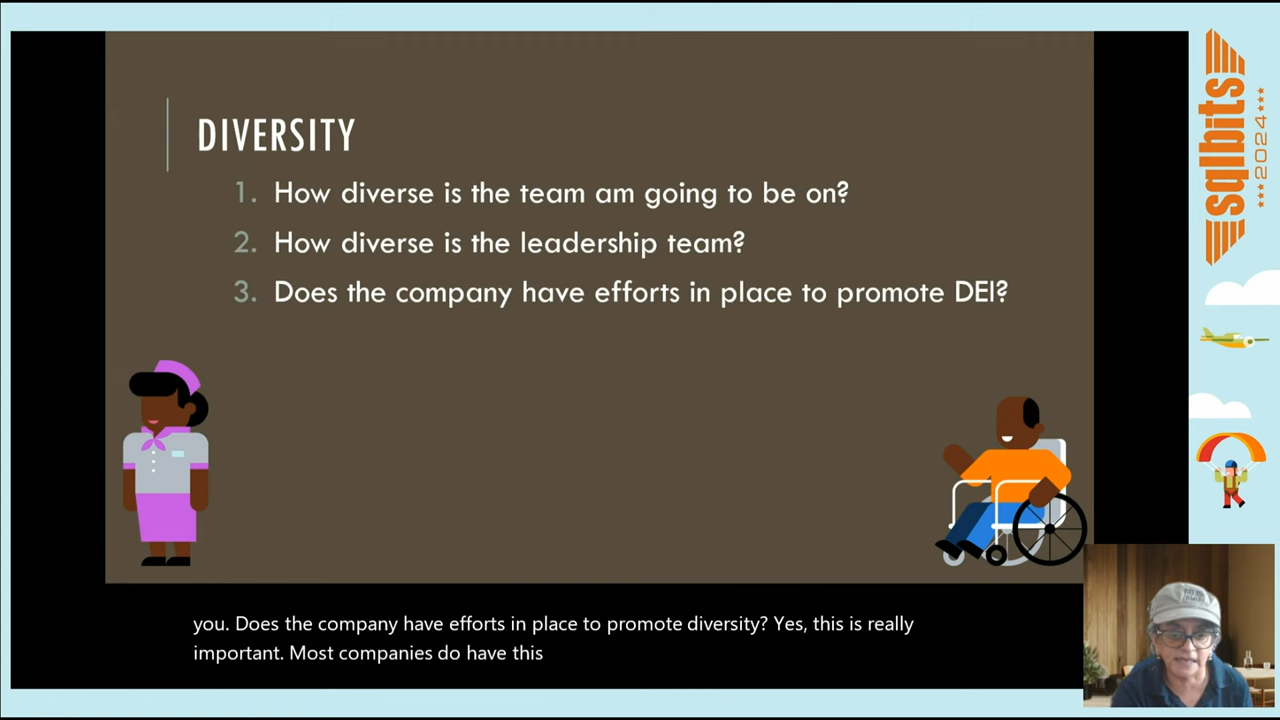 DIVERSITY
1. How diverse is the team am going to be on?
2. How diverse is the leadership team?
3. Does the company have efforts in place to promote DEI?
you. Does the company have efforts in place to promote diversity? Yes, this is really
important. Most companies do have this
sqlbits
2024